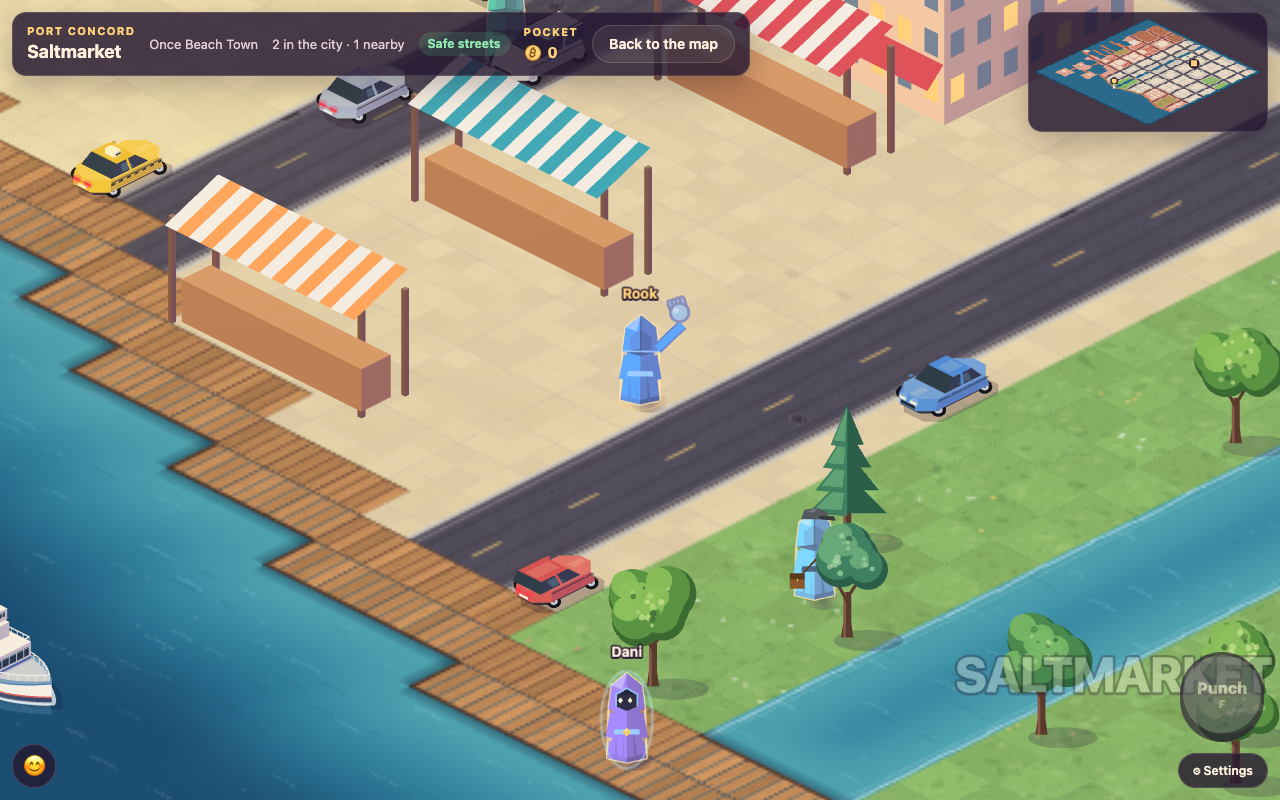 PORT CONCORD
Saltmarket
Once Beach Town
2 in the city · 1 nearby
Safe streets
POCKET
0
Back to the map
Rook
Dani
SALTMARKET
Punch
F
Settings